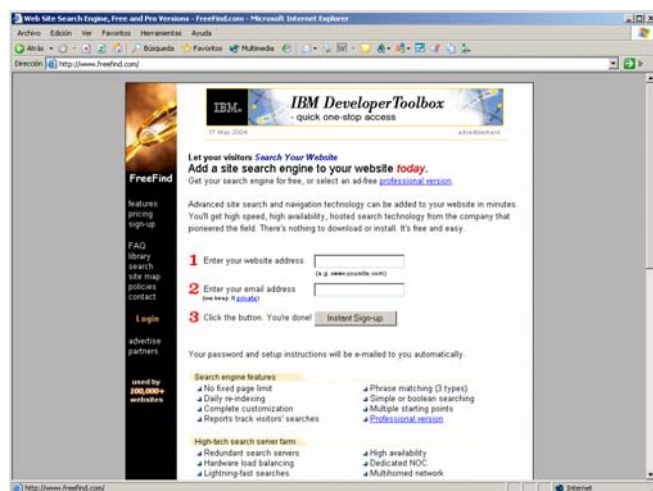 Web Site Search Engine, Free and Pro Versions - FreeFind.com - Microsoft Internet Explorer
Archivo Edición Ver Favoritos Herramientas Ayuda
Atrás Búsqueda Favoritos Multimedia
Dirección http://www.freefind.com/
IBM. IBM DeveloperToolbox
- quick one-stop access
17 May 2004 advertisement
FreeFind
features
pricing
sign-up
FAQ
library
search
site map
policies
contact
Login
advertise
partners
used by
100,000+
websites
Let your visitors Search Your Website
Add a site search engine to your website today.
Get your search engine for free, or select an ad-free professional version.
Advanced site search and navigation technology can be added to your website in minutes.
You'll get high speed, high availability, hosted search technology from the company that
pioneered the field. There's nothing to download or install. It's free and easy.
1 Enter your website address
(e.g. www.yoursite.com)
2 Enter your email address
(we keep it private)
3 Click the button. You're done! Instant Sign-up
Your password and setup instructions will be e-mailed to you automatically.
Search engine features
No fixed page limit
Daily re-indexing
Complete customization
Reports track visitors' searches
Phrase matching (3 types)
Simple or boolean searching
Multiple starting points
Professional version
High-tech search server farm
Redundant search servers
Hardware load balancing
Lightning-fast searches
High availability
Dedicated NOC
Multihomed network
http://www.freefind.com/ Internet